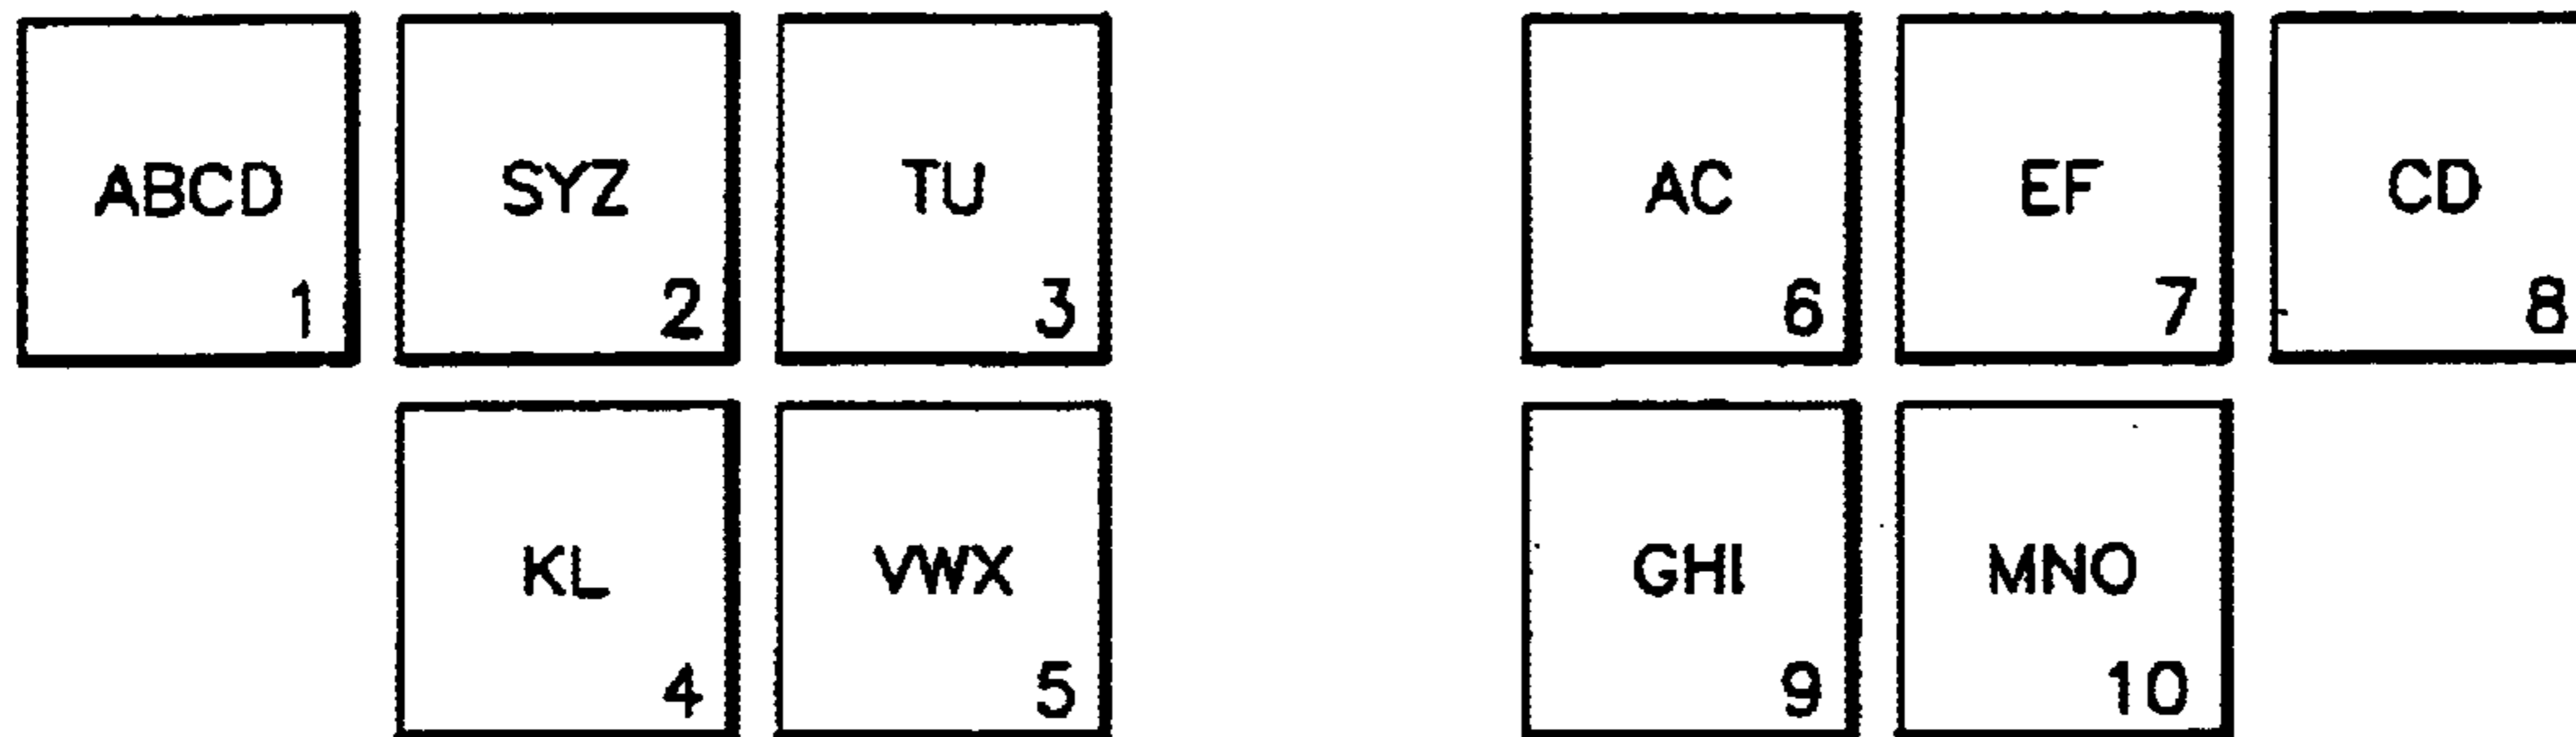 ABCD SYZ TU AC EF CD
1 2 3 6 7 8
KL VWX GHI MNO
4 5 9 10